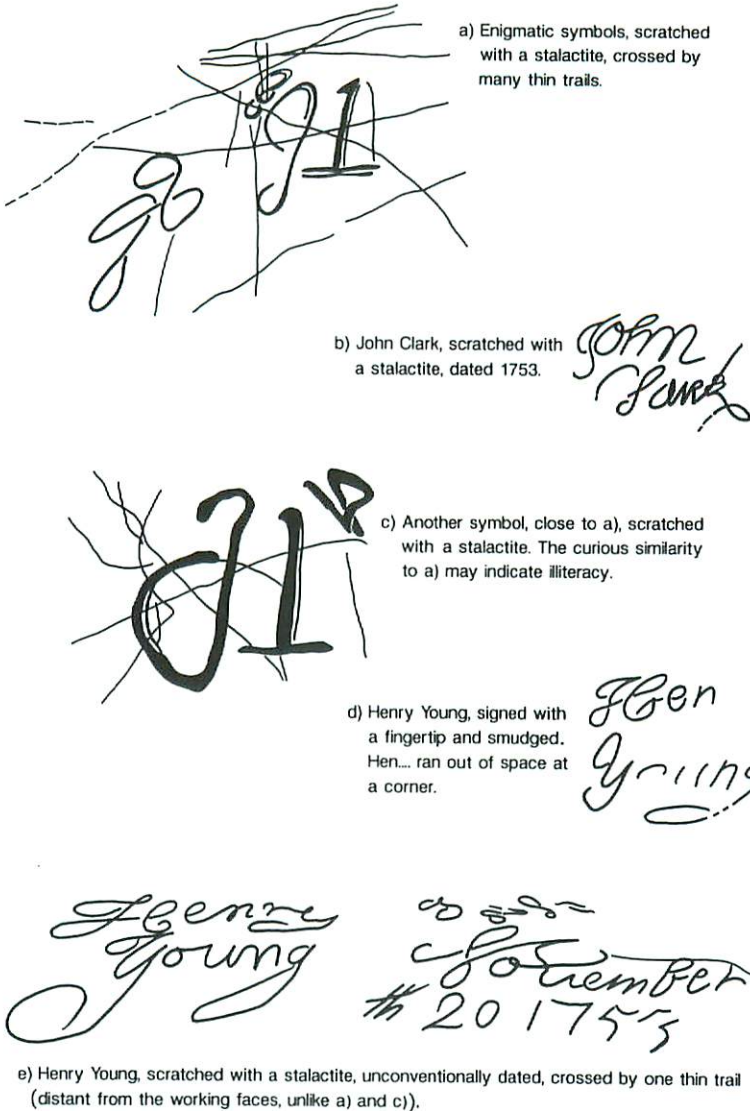 a) Enigmatic symbols, scratched
with a stalactite, crossed by
many thin trails.
b) John Clark, scratched with
a stalactite, dated 1753.
John
c) Another symbol, close to a), scratched
with a stalactite. The curious similarity
to a) may indicate illiteracy.
d) Henry Young, signed with
a fingertip and smudged.
Hen.... ran out of space at
a corner.
Hen
Young
Henry
Young
November
th 20 1753
e) Henry Young, scratched with a stalactite, unconventionally dated, crossed by one thin trail
(distant from the working faces, unlike a) and c)).